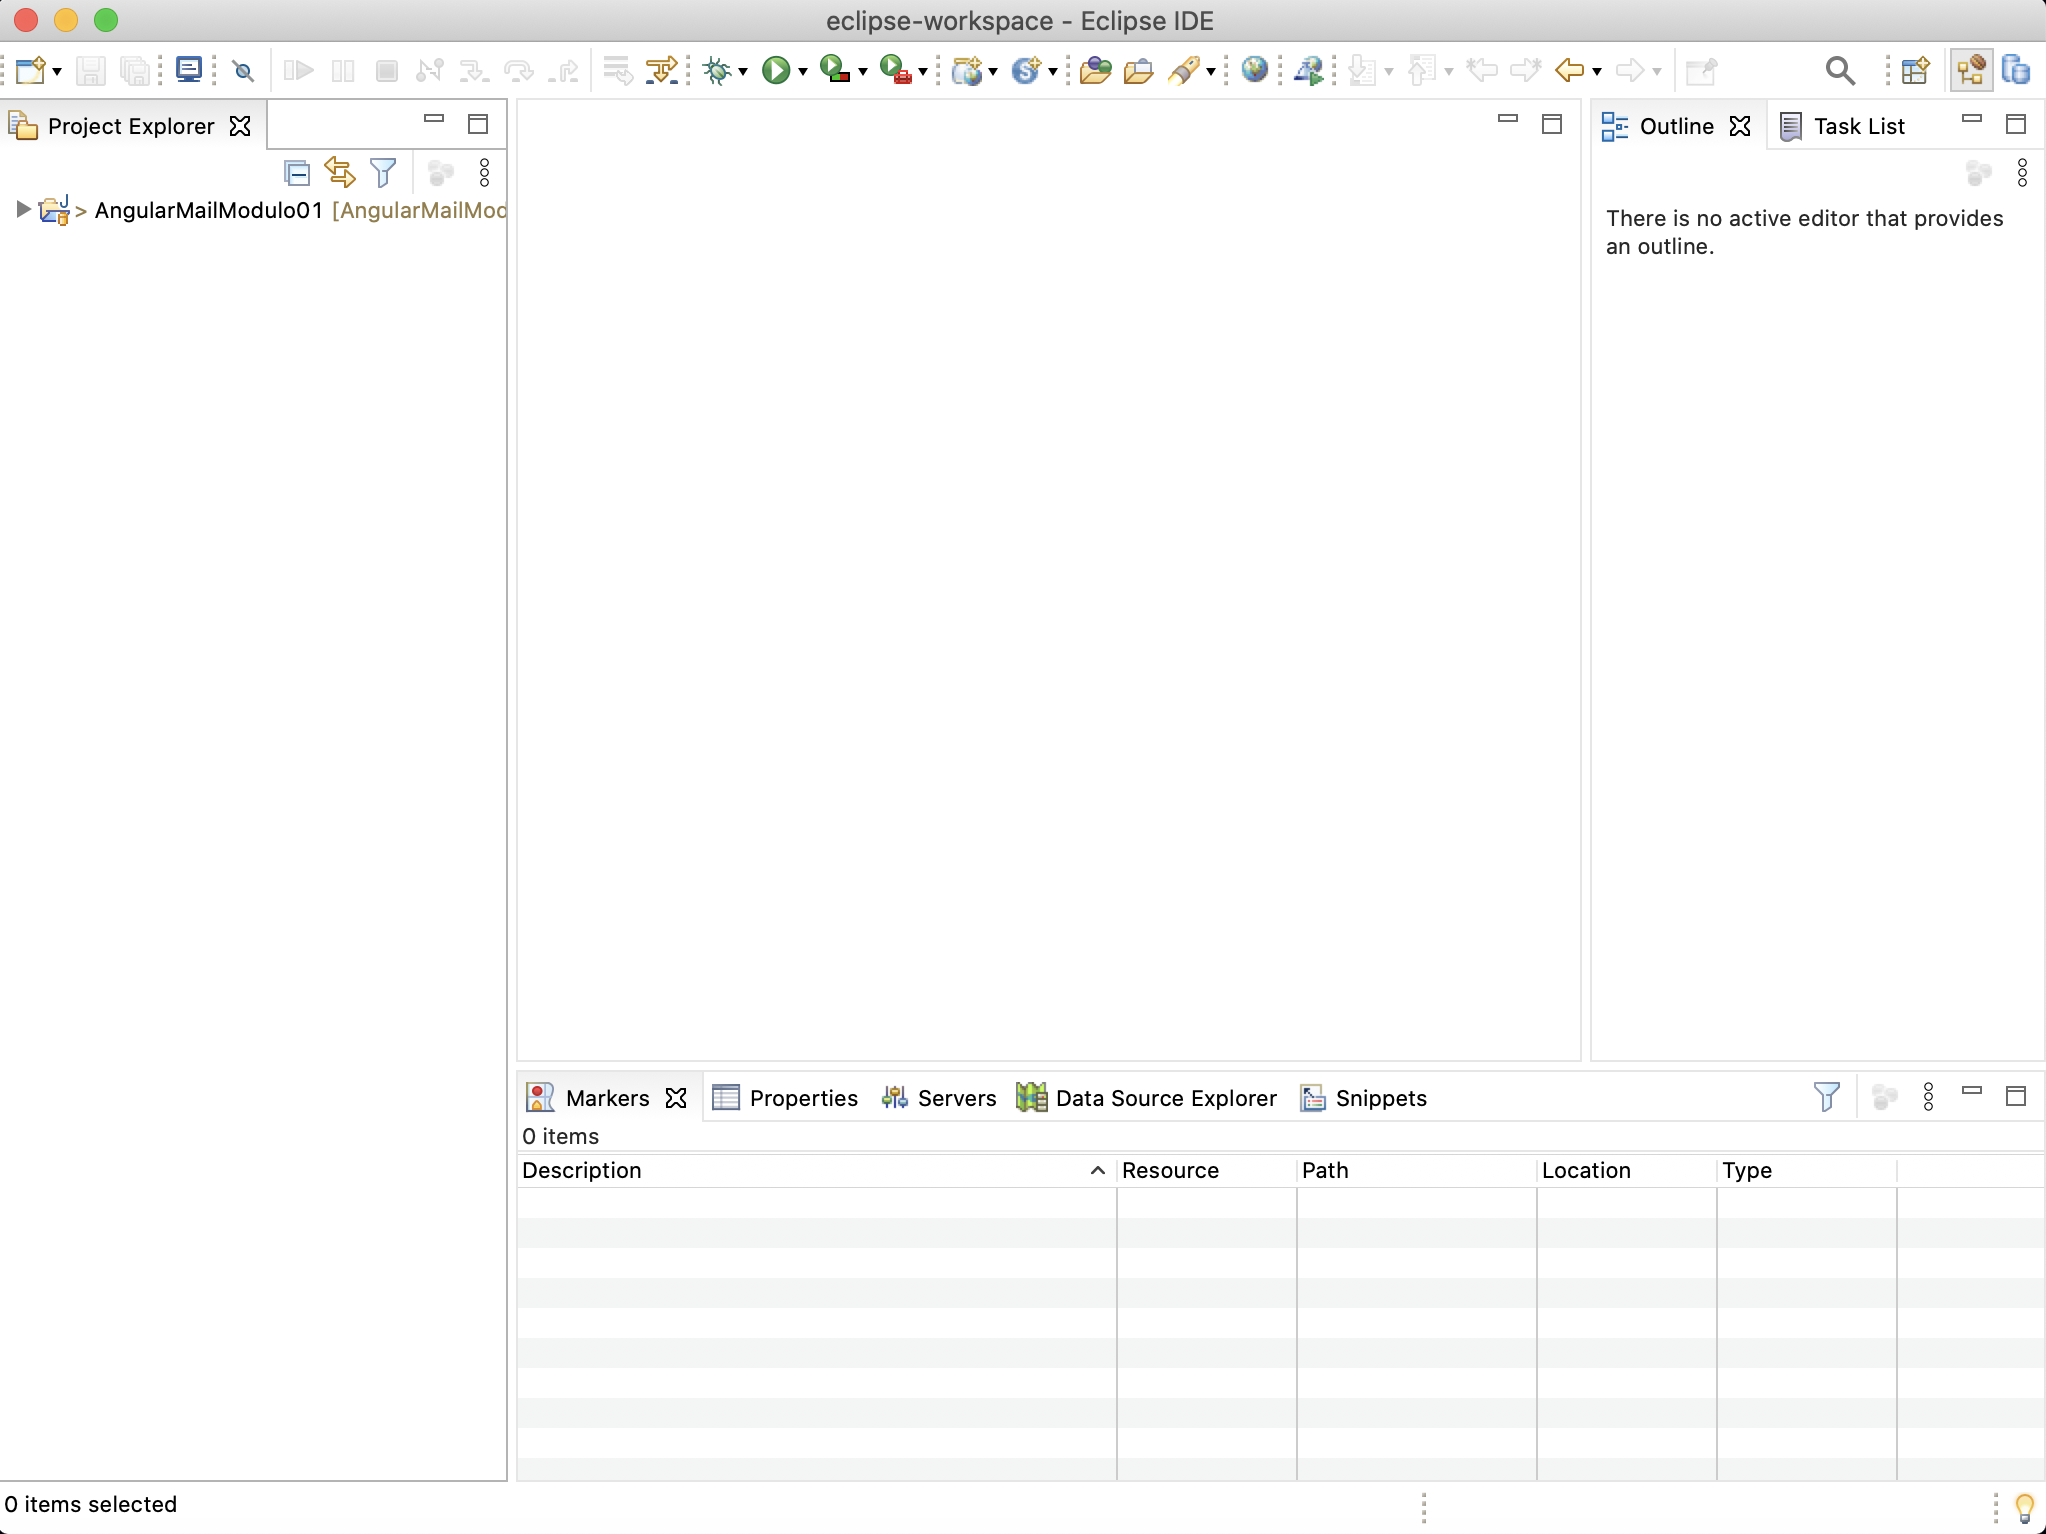 eclipse-workspace - Eclipse IDE
Project Explorer
> AngularMailModulo01 [AngularMailMod
Outline
Task List
There is no active editor that provides
an outline.
Markers
Properties
Servers
Data Source Explorer
Snippets
0 items
Description
Resource
Path
Location
Type
0 items selected